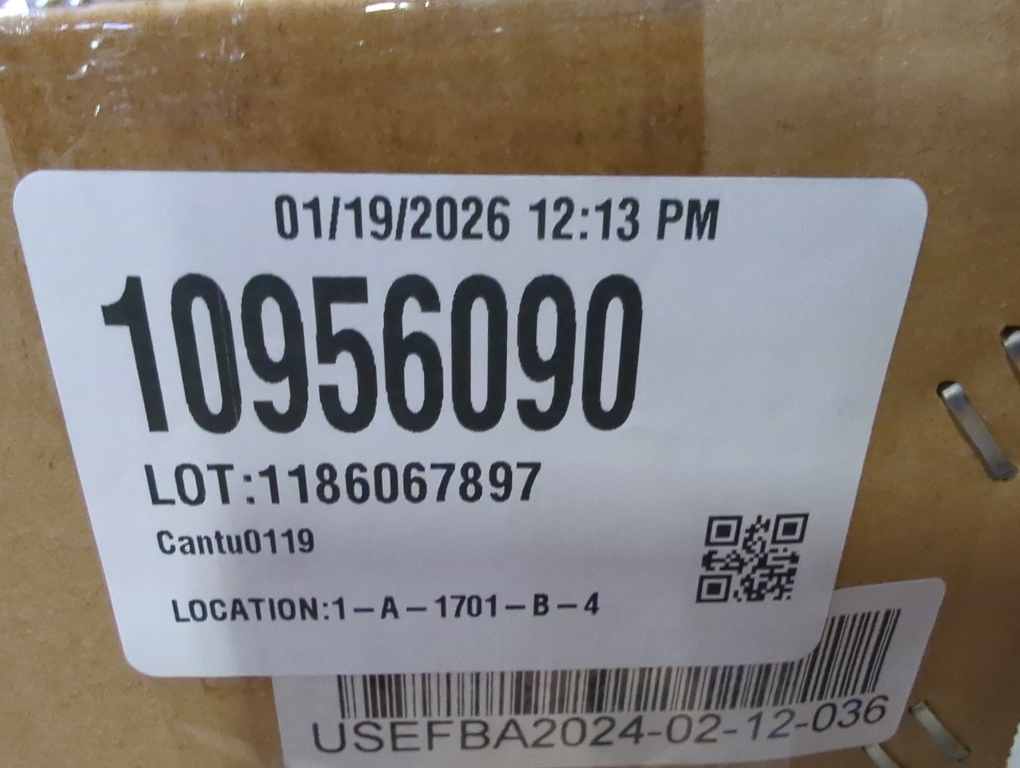 01/19/2026 12:13 PM
10956090
LOT:1186067897
Cantu0119
LOCATION:1-A-1701-B-4
USEFBA2024-02-12-036